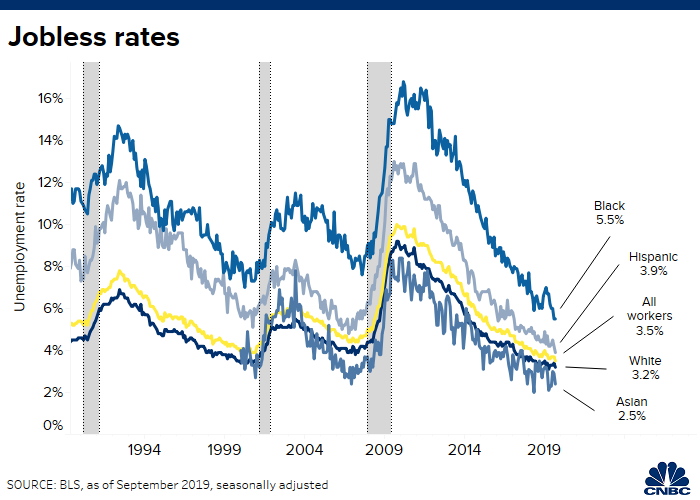 Jobless rates
Unemployment rate
16%
14%
12%
10%
8%
6%
4%
2%
0%
1994
1999
2004
2009
2014
2019
Black
5.5%
Hispanic
3.9%
All
workers
3.5%
White
3.2%
Asian
2.5%
SOURCE: BLS, as of September 2019, seasonally adjusted
CNBC